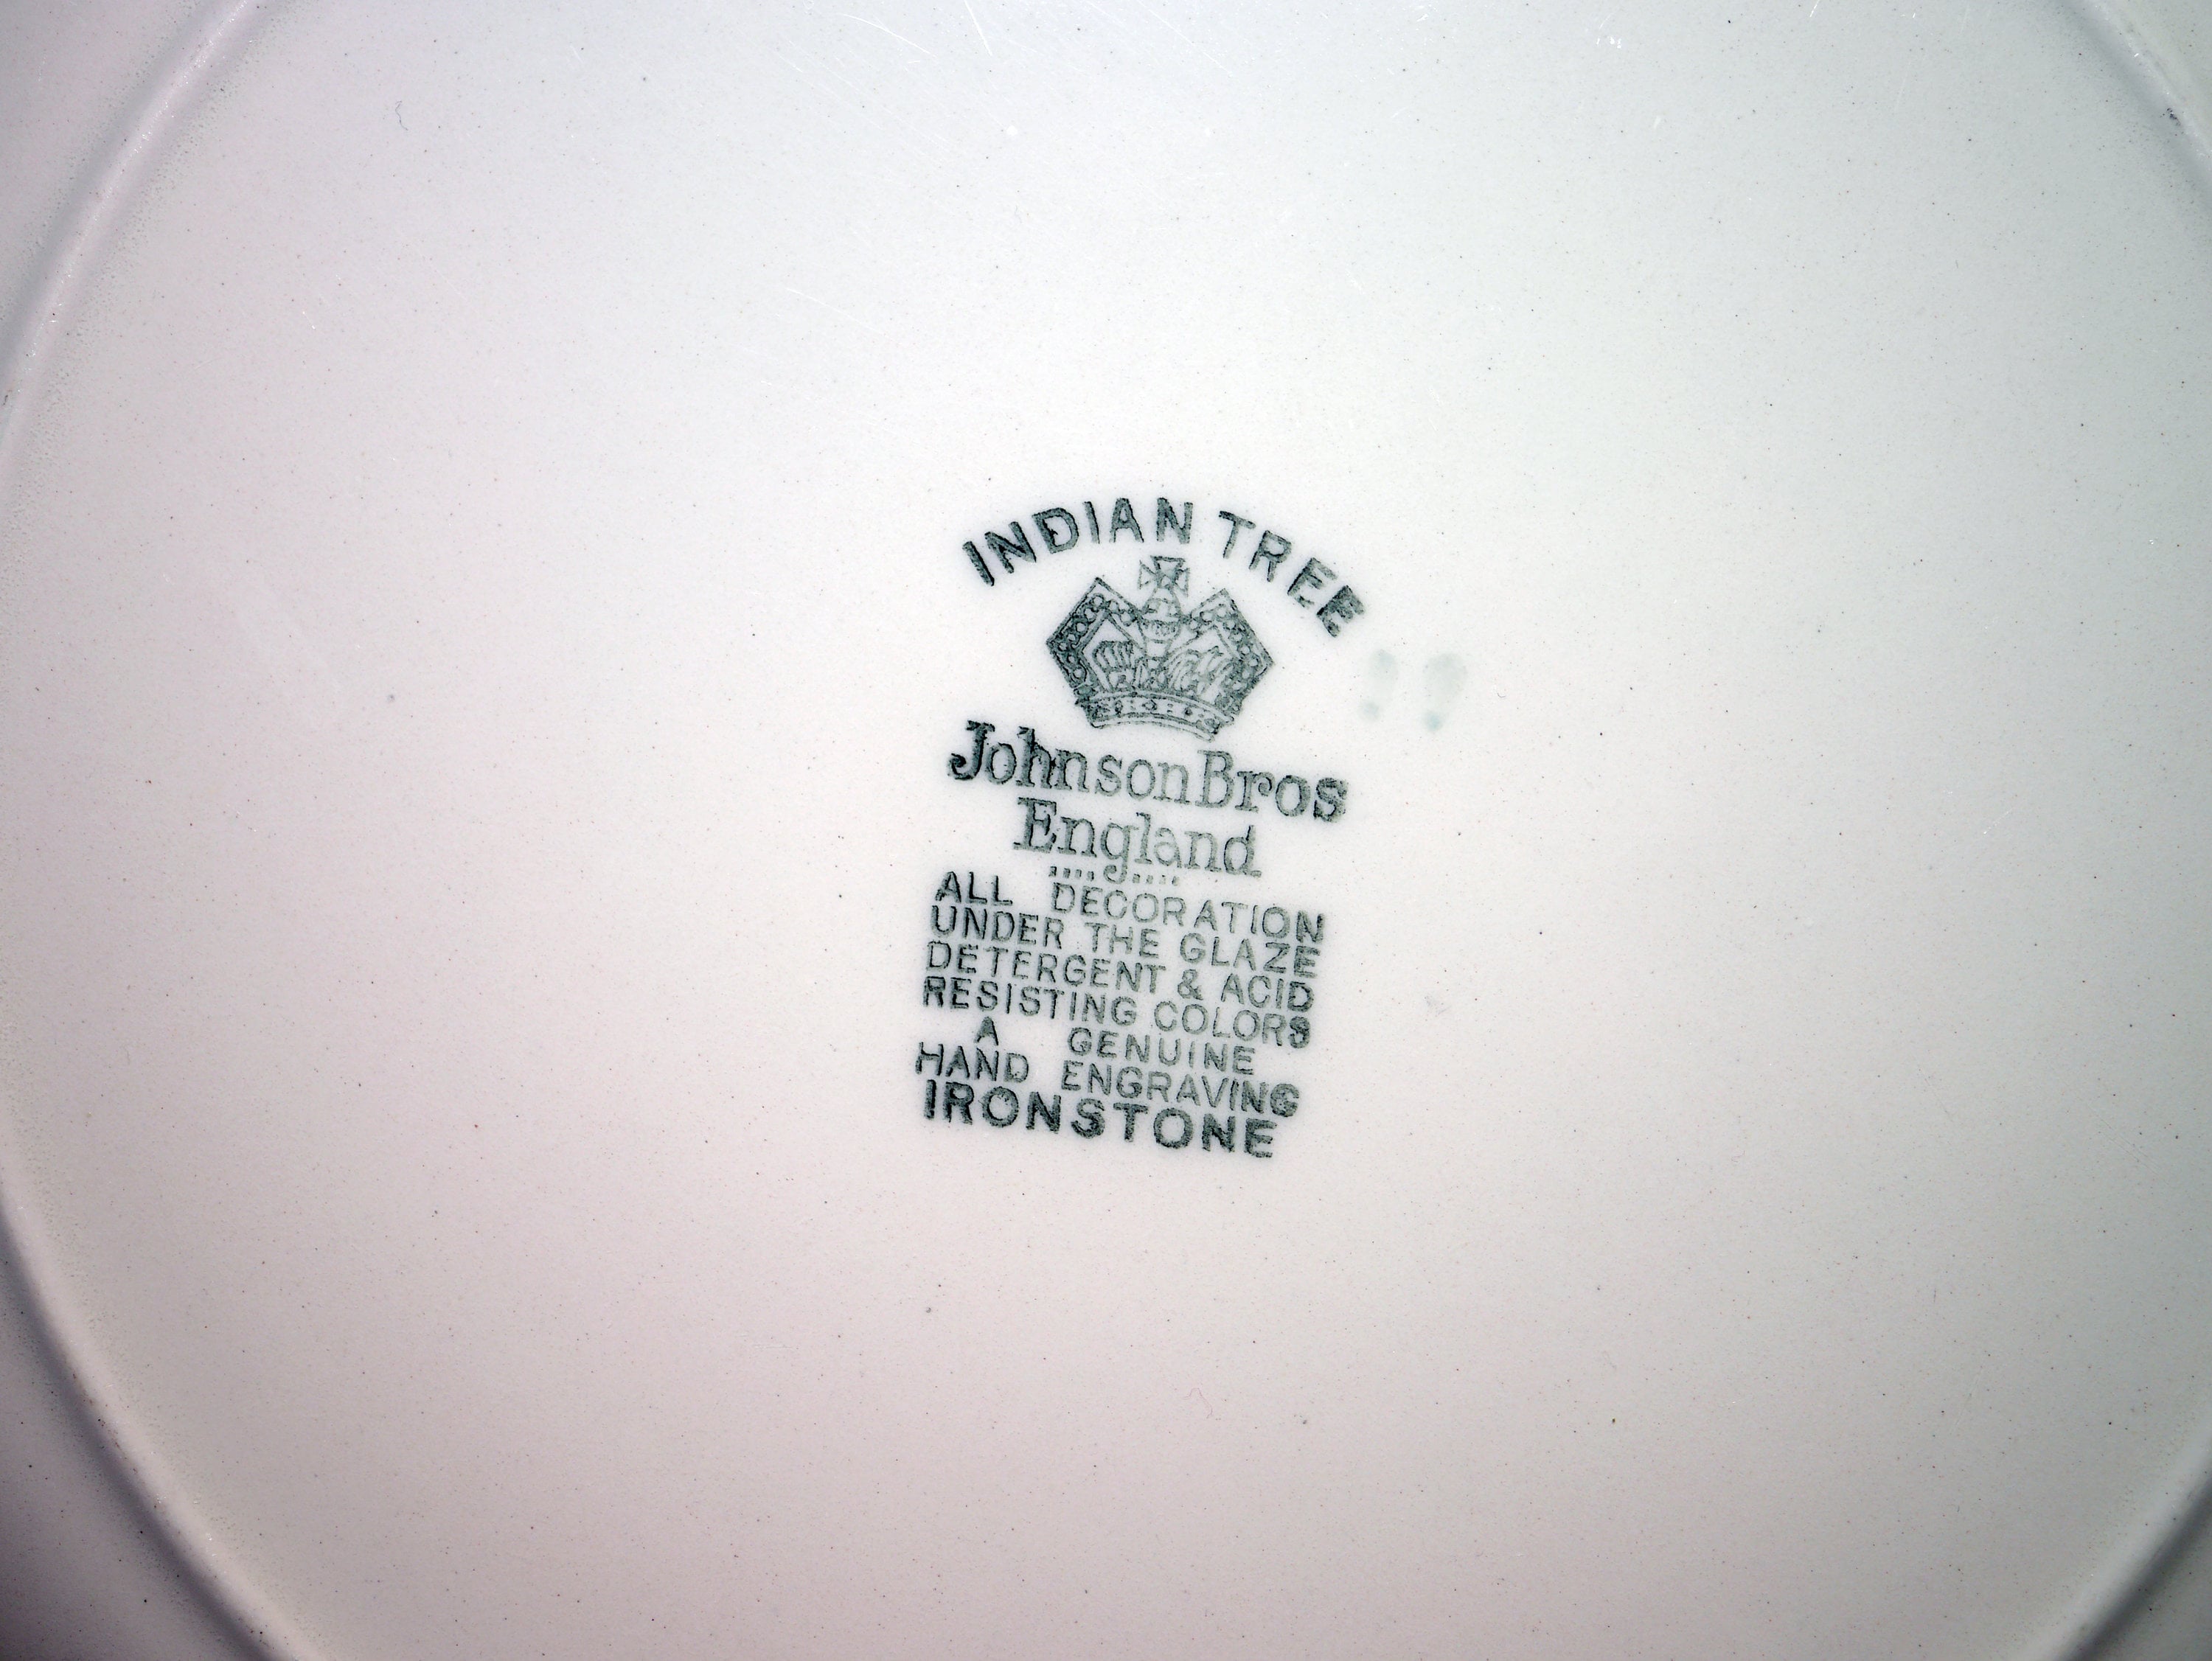 INDIAN TREE
Johnson Bros
England
ALL DECORATION
UNDER THE GLAZE
DETERGENT & ACID
RESISTING COLORS
A GENUINE
HAND ENGRAVING
IRONSTONE